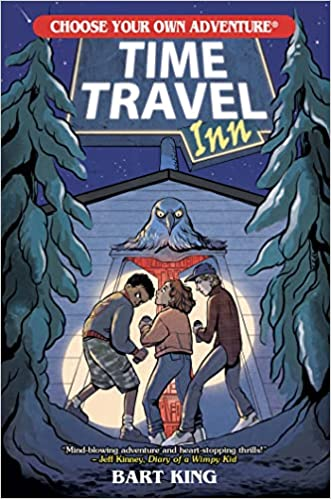 CHOOSE YOUR OWN ADVENTURE®
TIME
TRAVEL
Inn
"Mind-blowing adventure and heart-stopping thrills!"
– Jeff Kinney, Diary of a Wimpy Kid
BART KING